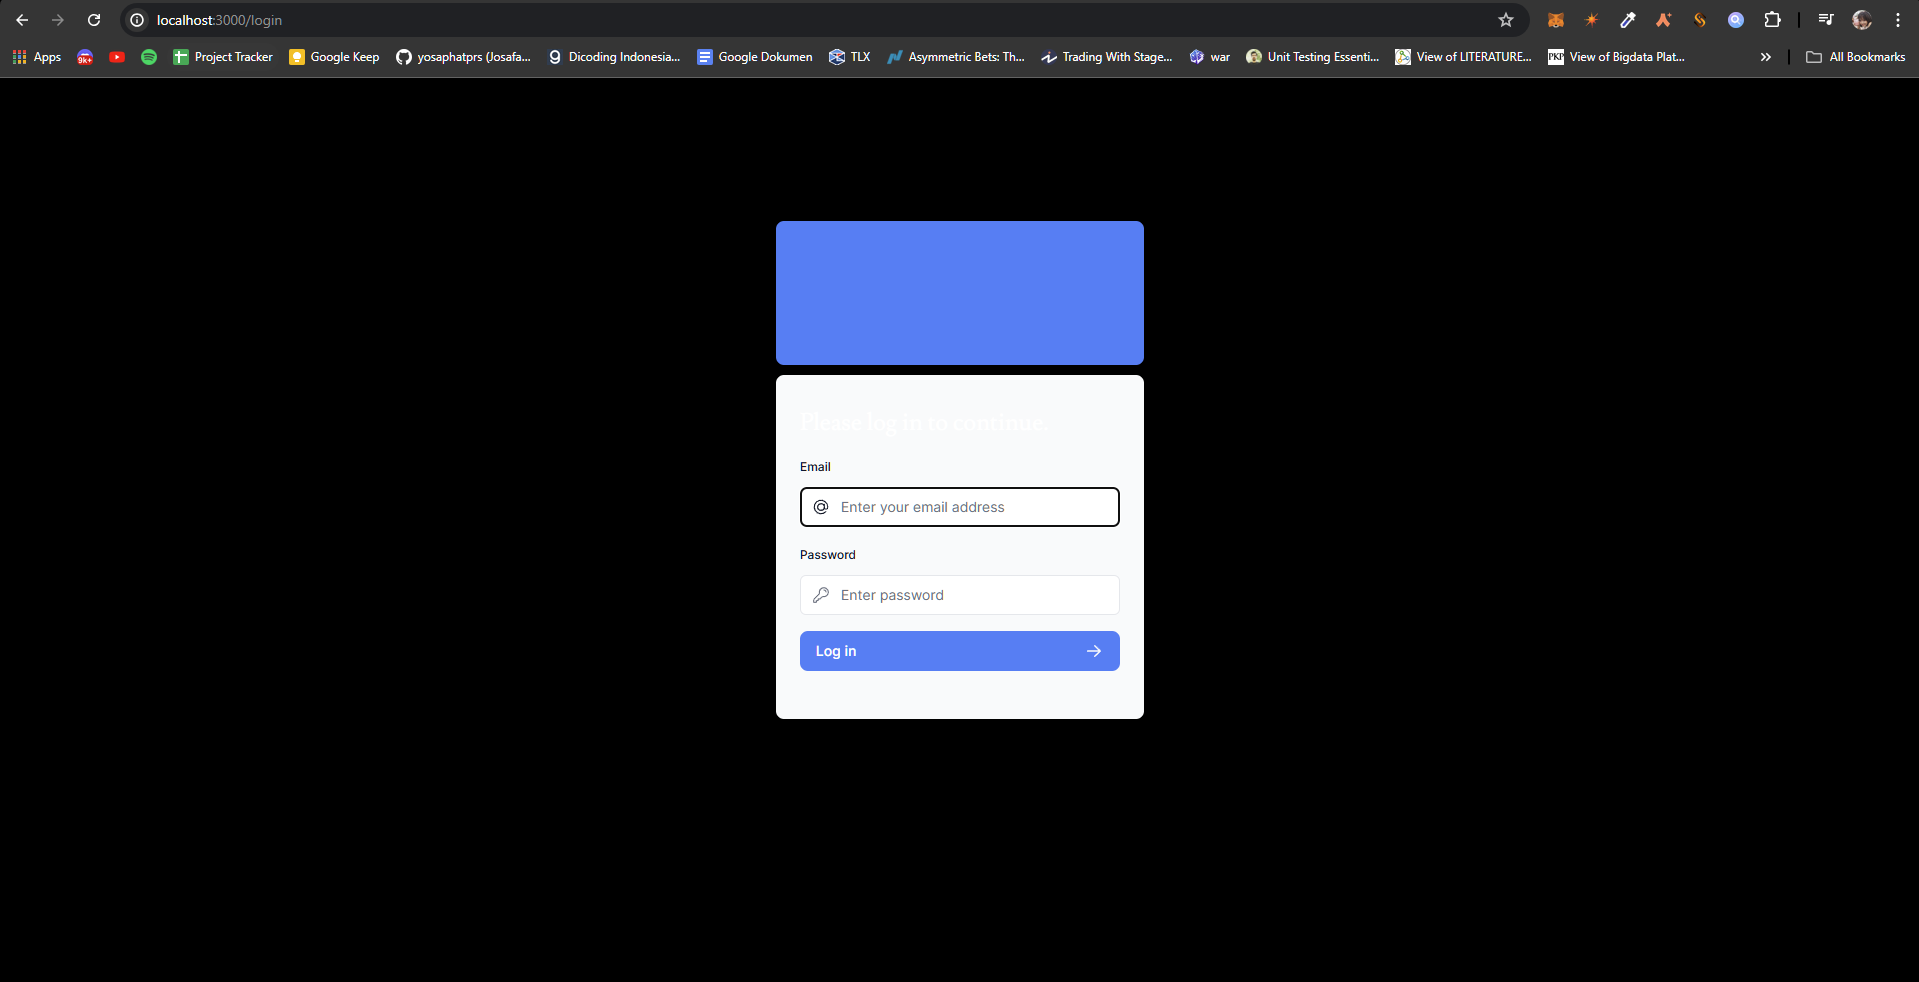 localhost:3000/login
Apps
9k+
Project Tracker
Google Keep
yosaphatprs (Josafa...
Dicoding Indonesia...
Google Dokumen
TLX
Asymmetric Bets: Th...
Trading With Stage...
war
Unit Testing Essenti...
View of LITERATURE...
PKP
View of Bigdata Plat...
All Bookmarks
Please log in to continue.
Email
Enter your email address
Password
Enter password
Log in